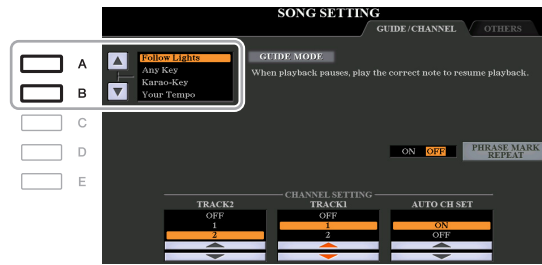 SONG SETTING
GUIDE/CHANNEL
OTHERS
A
Follow Lights
Any Key
Karao-Key
Your Tempo
B
GUIDE MODE
When playback pauses, play the correct note to resume playback.
C
D
ON OFF
PHRASE MARK
REPEAT
E
CHANNEL SETTING
TRACK2
TRACK1
AUTO CH SET
OFF
1
2
OFF
1
2
ON
OFF